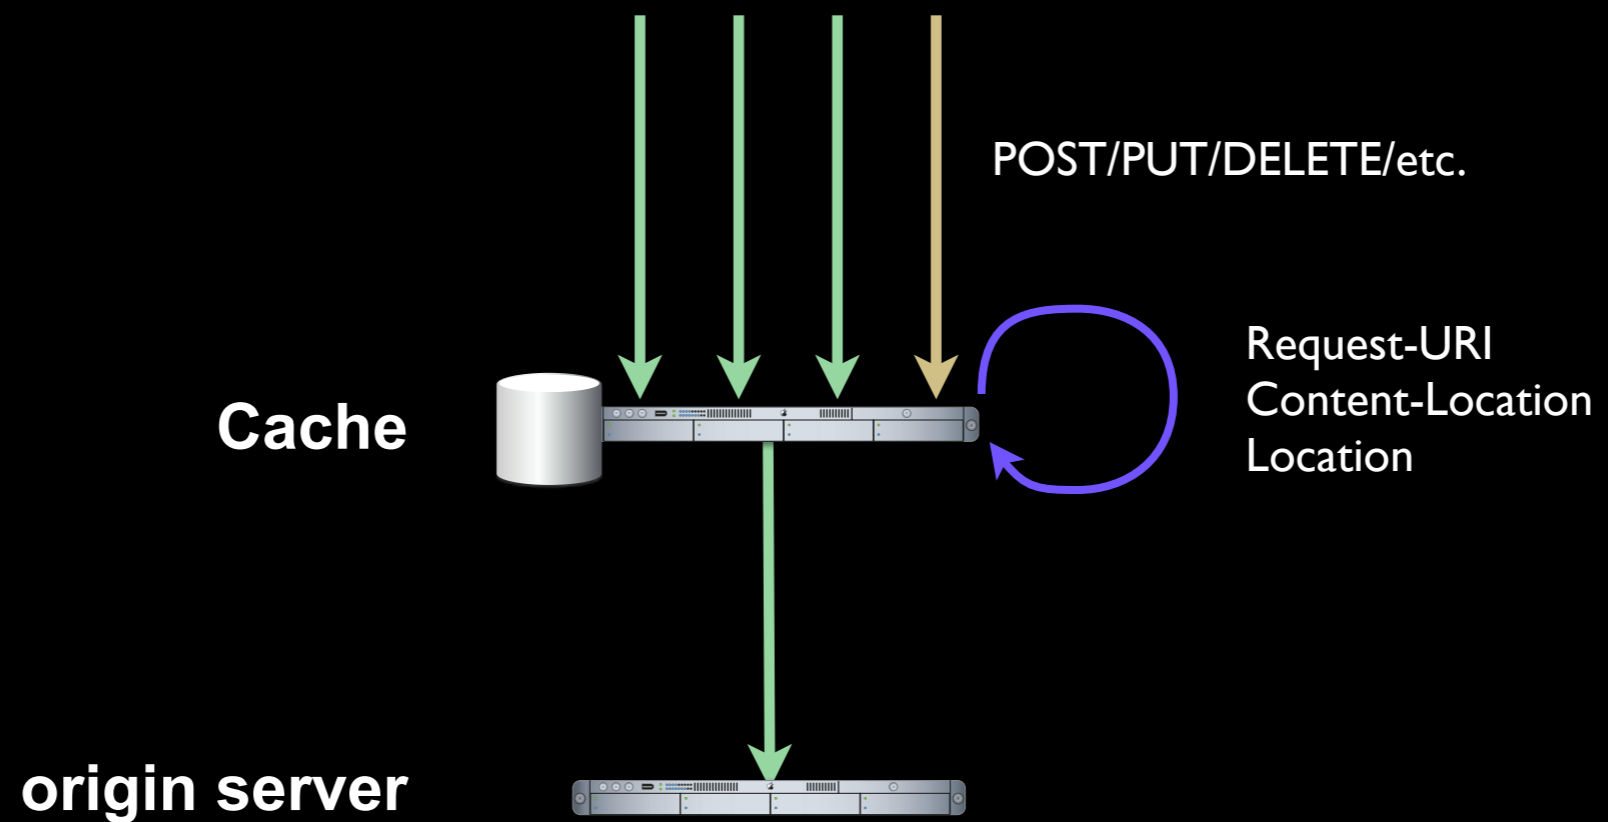 POST/PUT/DELETE/etc.
Request-URI
Content-Location
Location
Cache
origin server